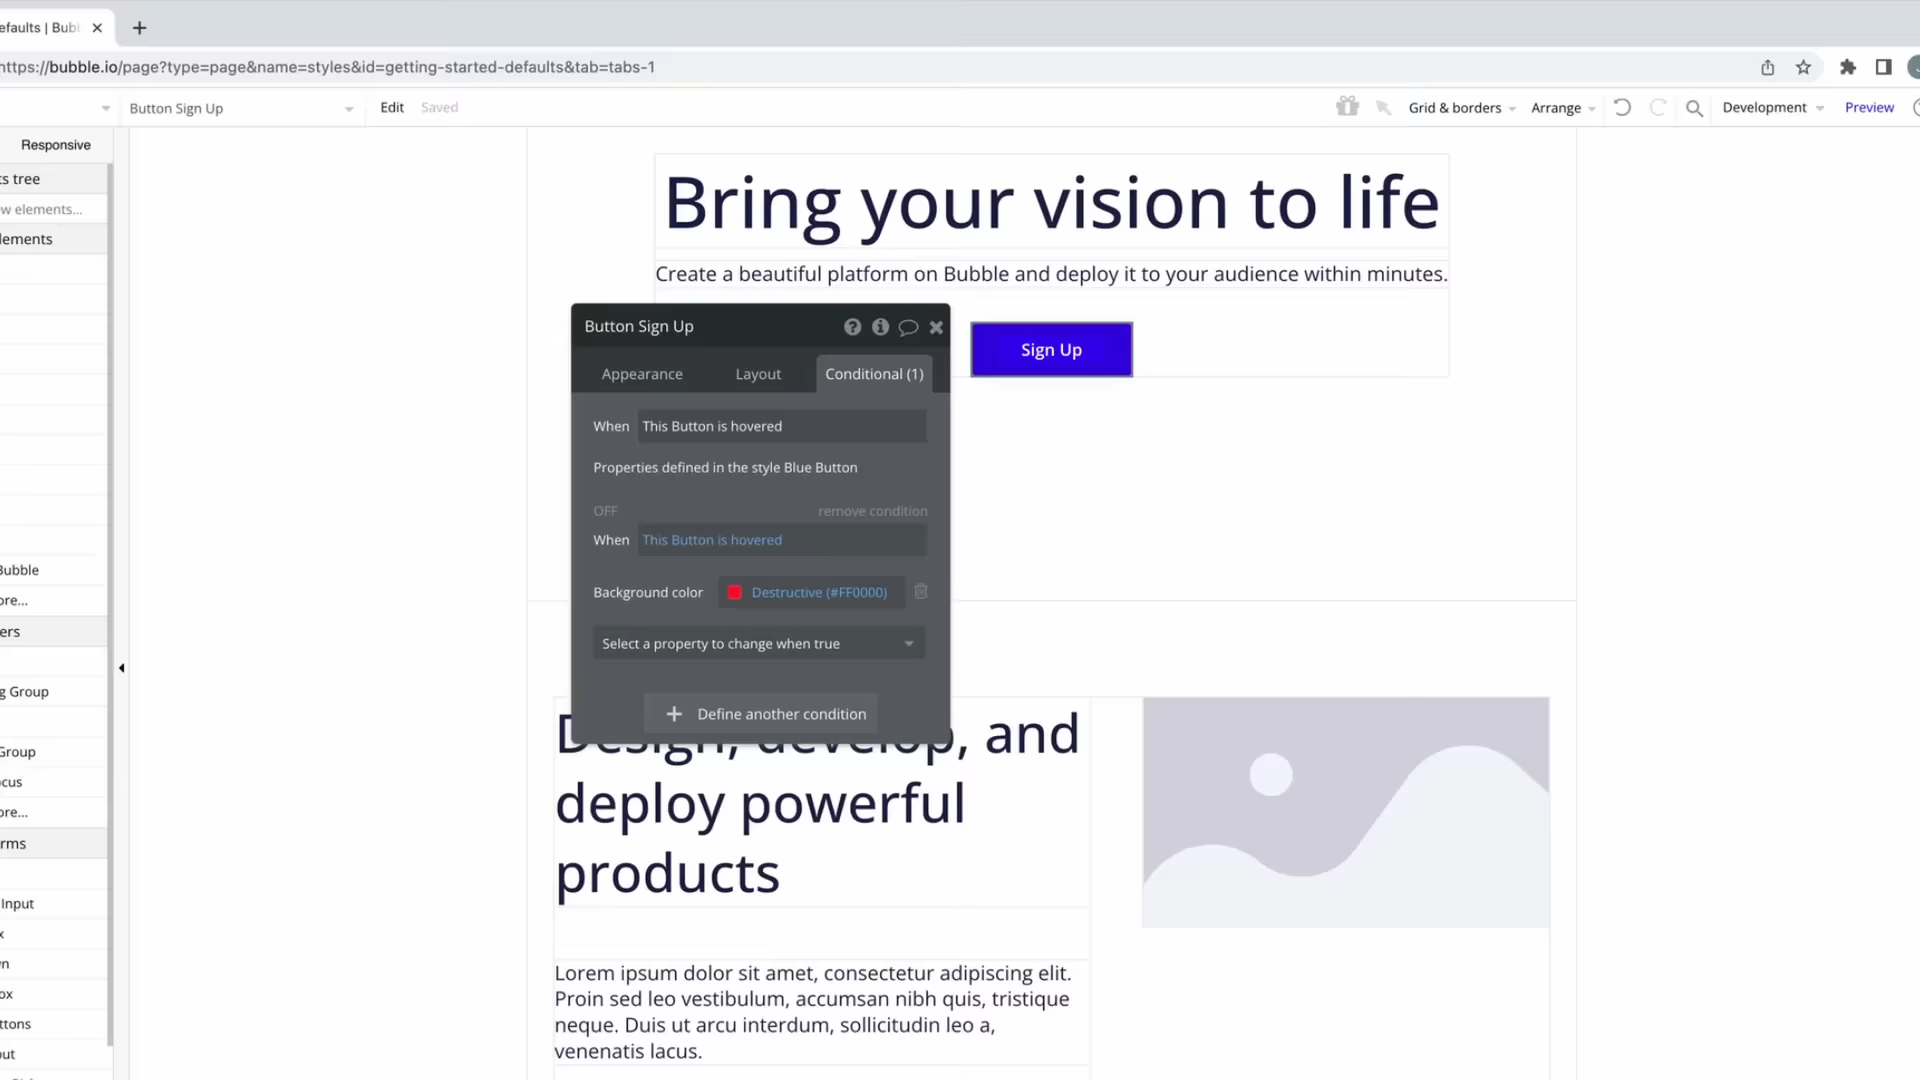 efaults | Bub
https://bubble.io/page?type=page&name=styles&id=getting-started-defaults&tab=tabs-1
Button Sign Up
Edit
Saved
Grid & borders
Arrange
Development
Preview
Responsive
ts tree
w elements...
lements
Bubble
ore...
ers
g Group
Group
ocus
ore...
rms
Input
x
wn
ox
ttons
out
Bring your vision to life
Create a beautiful platform on Bubble and deploy it to your audience within minutes.
Sign Up
Button Sign Up
Appearance
Layout
Conditional (1)
When
This Button is hovered
Properties defined in the style Blue Button
OFF
remove condition
When
This Button is hovered
Background color
Destructive (#FF0000)
Select a property to change when true
Define another condition
Design, develop, and
deploy powerful
products
Lorem ipsum dolor sit amet, consectetur adipiscing elit.
Proin sed leo vestibulum, accumsan nibh quis, tristique
neque. Duis ut arcu interdum, sollicitudin leo a,
venenatis lacus.